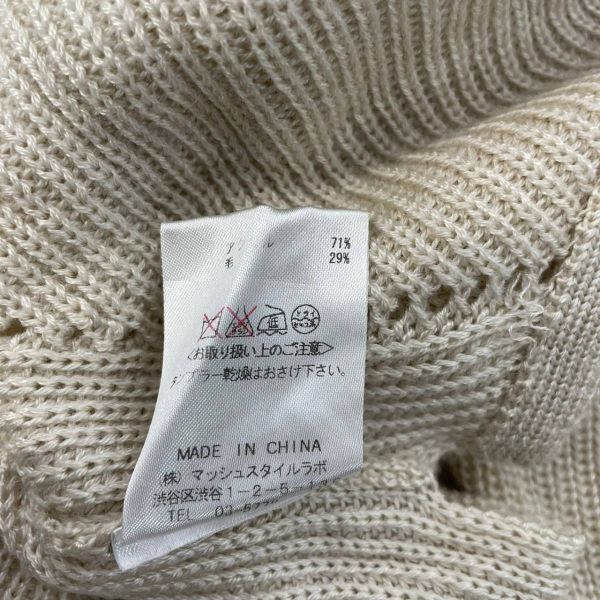 71%
毛 29%
低
<お取り扱い上のご注意>
タンブラー乾燥はおさけ下さい。
MADE IN CHINA
(株) マッシュスタイルラボ
渋谷区渋谷1-2-5
TEL 03-